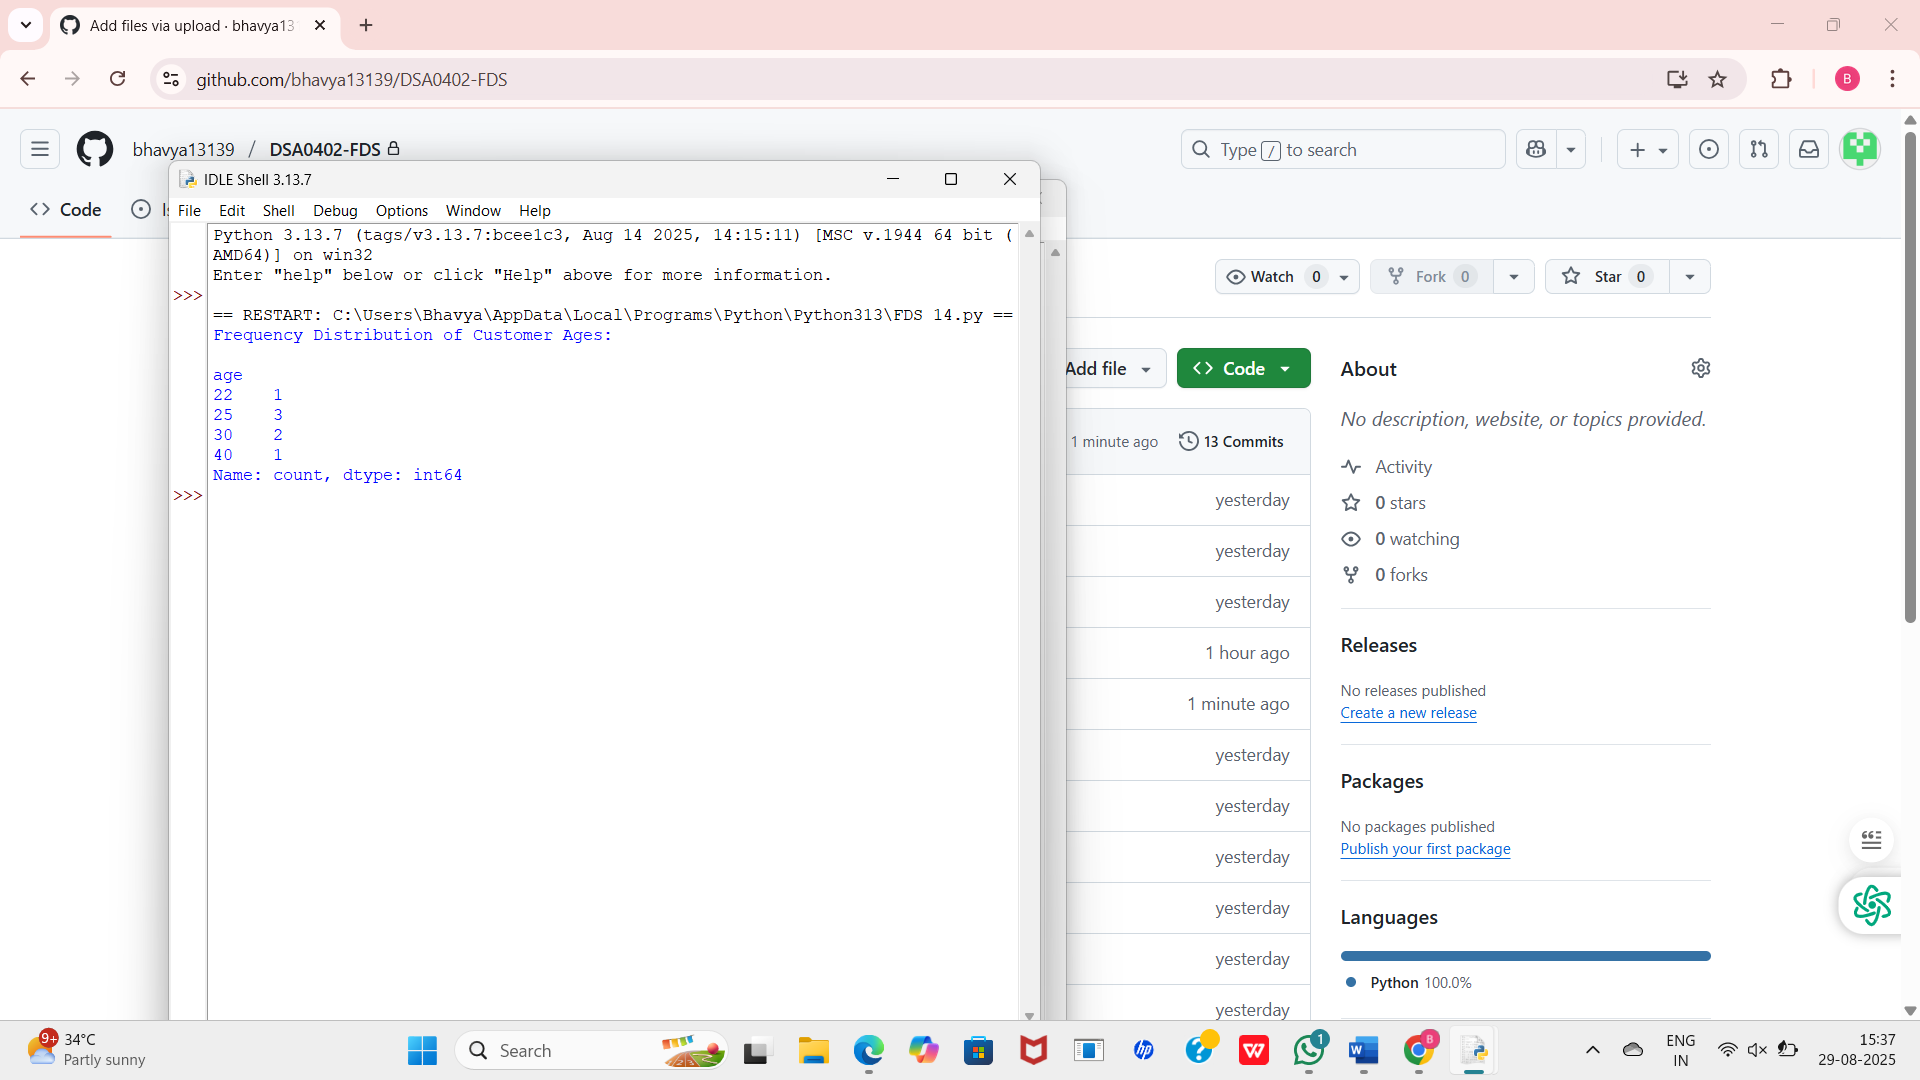 Add files via upload · bhavya13
github.com/bhavya13139/DSA0402-FDS
B
bhavya13139 / DSA0402-FDS
Type / to search
Code
IDLE Shell 3.13.7
File Edit Shell Debug Options Window Help
Python 3.13.7 (tags/v3.13.7:bcee1c3, Aug 14 2025, 14:15:11) [MSC v.1944 64 bit (
AMD64)] on win32
Enter "help" below or click "Help" above for more information.
>>>
== RESTART: C:\Users\Bhavya\AppData\Local\Programs\Python\Python313\FDS 14.py ==
Frequency Distribution of Customer Ages:
age
22 1
25 3
30 2
40 1
Name: count, dtype: int64
>>>
Watch 0
Fork 0
Star 0
Add file
Code
1 minute ago
13 Commits
yesterday
yesterday
yesterday
1 hour ago
1 minute ago
yesterday
yesterday
yesterday
yesterday
yesterday
yesterday
About
No description, website, or topics provided.
Activity
0 stars
0 watching
0 forks
Releases
No releases published
Create a new release
Packages
No packages published
Publish your first package
Languages
Python 100.0%
9+
34°C
Partly sunny
Search
1
B
ENG
IN
15:37
29-08-2025